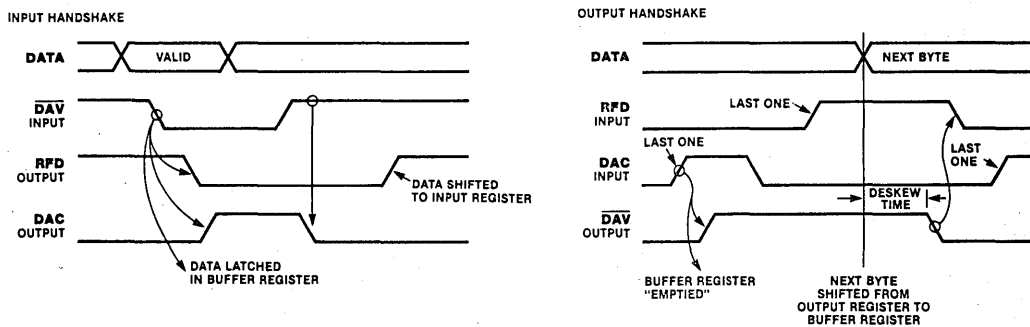 INPUT HANDSHAKE
DATA
VALID
DAV
INPUT
RFD
OUTPUT
DATA SHIFTED
TO INPUT REGISTER
DAC
OUTPUT
DATA LATCHED
IN BUFFER REGISTER
OUTPUT HANDSHAKE
DATA
NEXT BYTE
LAST ONE
RFD
INPUT
LAST ONE
LAST
ONE
DAC
INPUT
DESKEW
TIME
DAV
OUTPUT
BUFFER REGISTER
"EMPTIED"
NEXT BYTE
SHIFTED FROM
OUTPUT REGISTER TO
BUFFER REGISTER